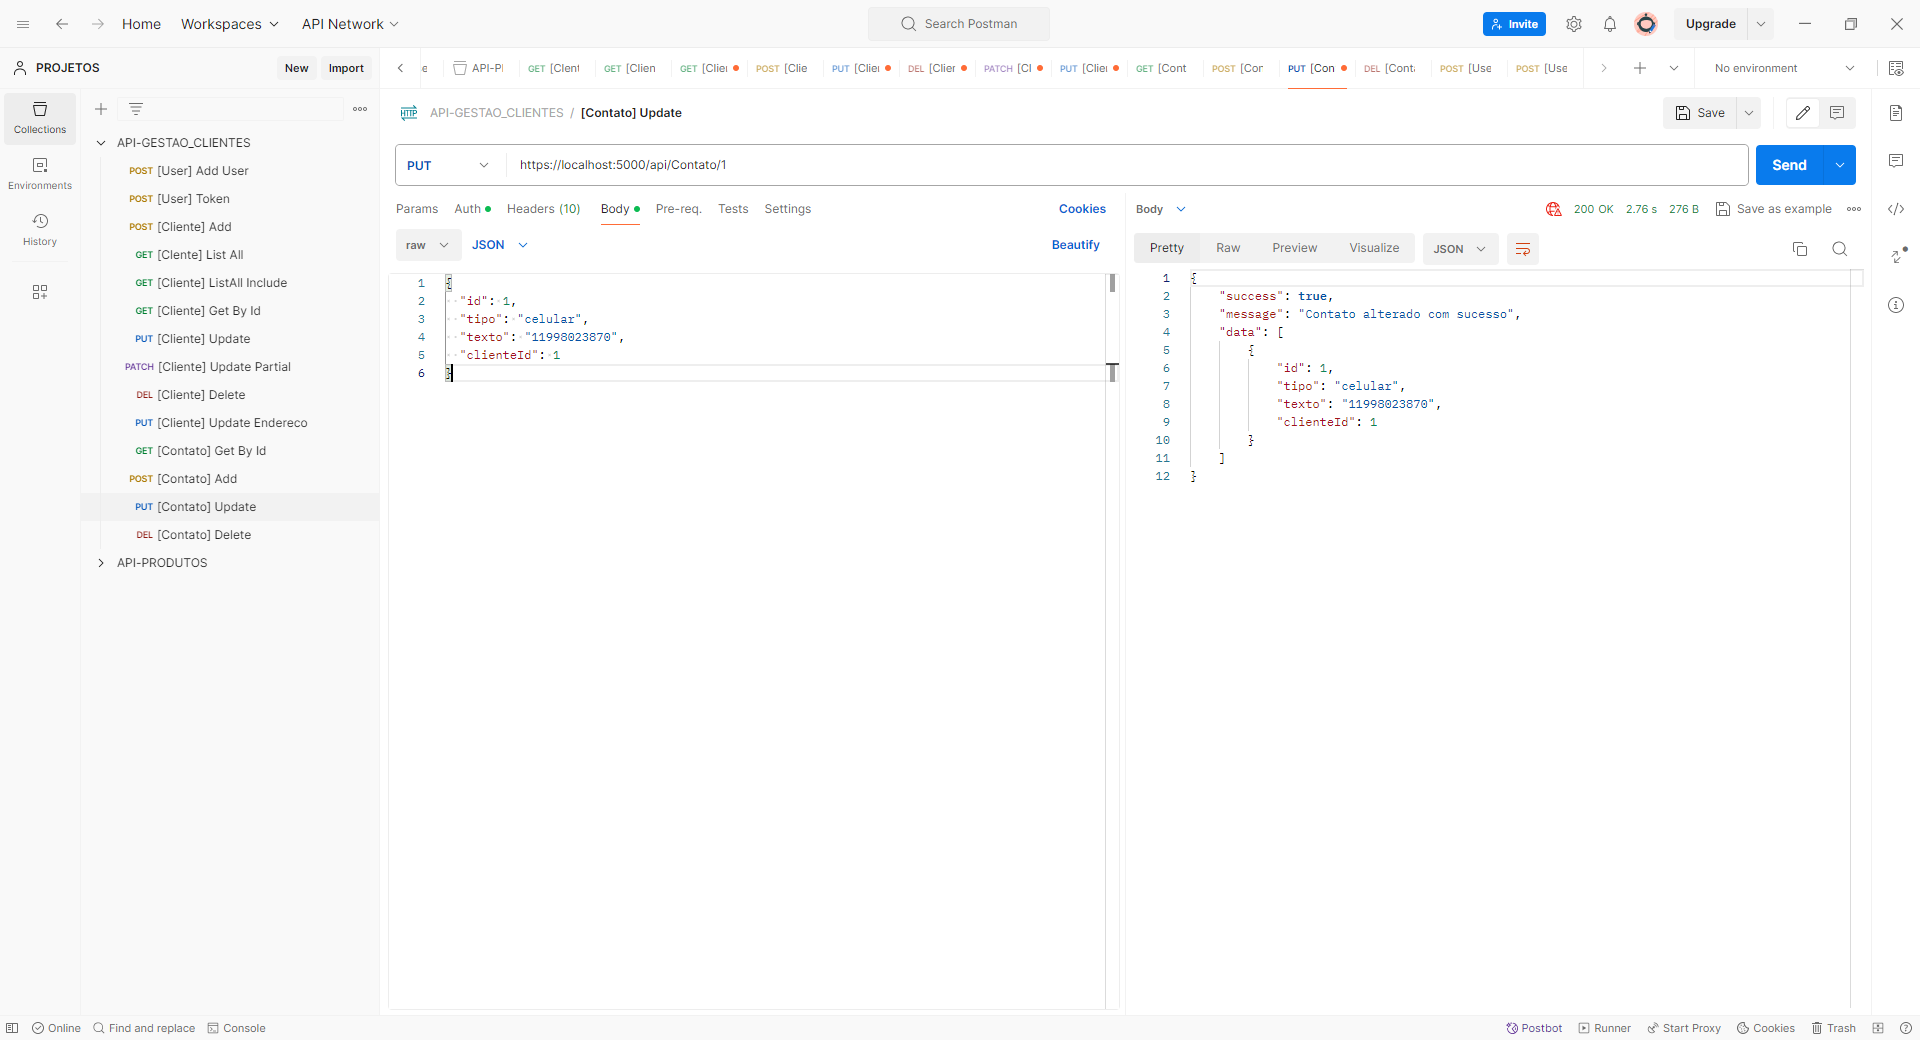 Home Workspaces API Network Search Postman Invite Upgrade
PROJETOS New Import
e API-PI GET [Client GET [Clien GET [Clier POST [Clie PUT [Clier DEL [Clier PATCH [Cl PUT [Clier GET [Cont POST [Cor PUT [Con DEL [Cont POST [Use POST [Use No environment
Collections
Environments
History
API-GESTAO_CLIENTES
POST [User] Add User
POST [User] Token
POST [Cliente] Add
GET [Clente] List All
GET [Cliente] ListAll Include
GET [Cliente] Get By Id
PUT [Cliente] Update
PATCH [Cliente] Update Partial
DEL [Cliente] Delete
PUT [Cliente] Update Endereco
GET [Contato] Get By Id
POST [Contato] Add
PUT [Contato] Update
DEL [Contato] Delete
API-PRODUTOS
HTTP API-GESTAO_CLIENTES / [Contato] Update Save
PUT https://localhost:5000/api/Contato/1 Send
Params Auth Headers (10) Body Pre-req. Tests Settings Cookies
raw JSON Beautify
1 {
2 "id": 1,
3 "tipo": "celular",
4 "texto": "11998023870",
5 "clienteId": 1
6 }
Body 200 OK 2.76 s 276 B Save as example
Pretty Raw Preview Visualize JSON
1 {
2 "success": true,
3 "message": "Contato alterado com sucesso",
4 "data": [
5 {
6 "id": 1,
7 "tipo": "celular",
8 "texto": "11998023870",
9 "clienteId": 1
10 }
11 ]
12 }
Online Find and replace Console Postbot Runner Start Proxy Cookies Trash